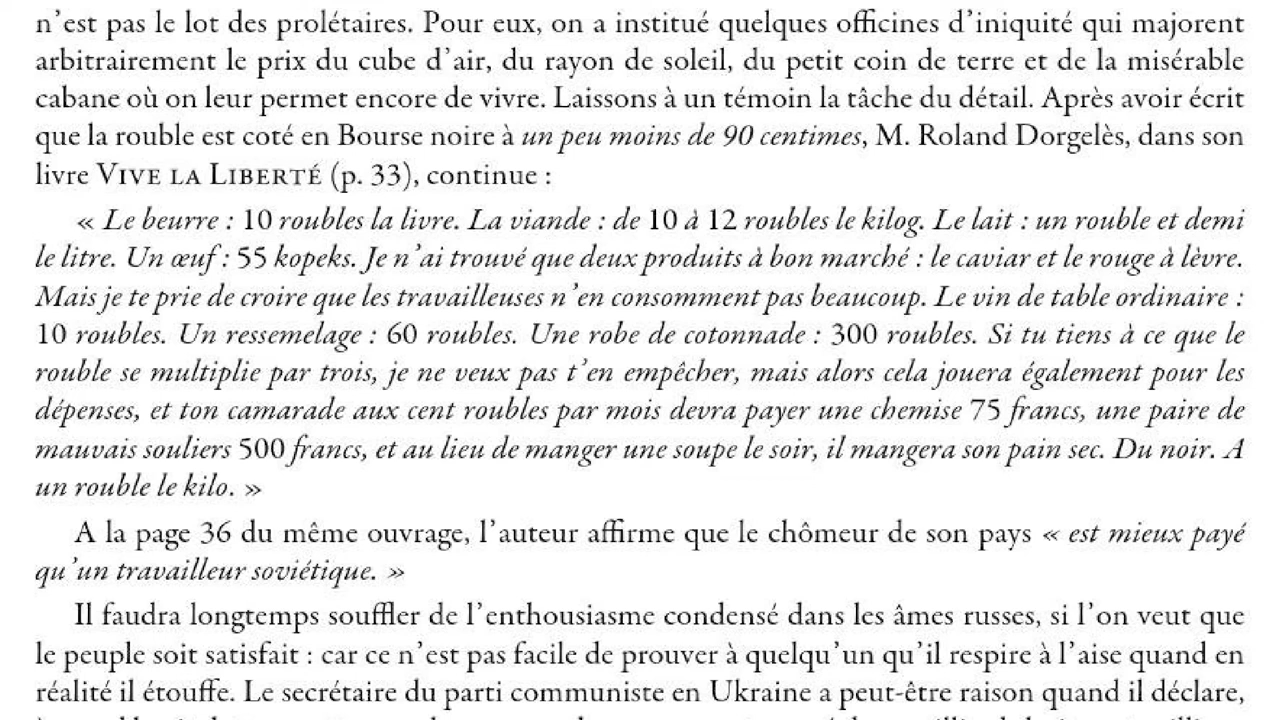 n'est pas le lot des prolétaires. Pour eux, on a institué quelques officines d'iniquité qui majorent
arbitrairement le prix du cube d'air, du rayon de soleil, du petit coin de terre et de la misérable
cabane où on leur permet encore de vivre. Laissons à un témoin la tâche du détail. Après avoir écrit
que la rouble est coté en Bourse noire à un peu moins de 90 centimes, M. Roland Dorgelès, dans son
livre VIVE LA LIBERTÉ (p. 33), continue :
« Le beurre : 10 roubles la livre. La viande : de 10 à 12 roubles le kilog. Le lait : un rouble et demi
le litre. Un œuf : 55 kopeks. Je n'ai trouvé que deux produits à bon marché : le caviar et le rouge à lèvre.
Mais je te prie de croire que les travailleuses n'en consomment pas beaucoup. Le vin de table ordinaire :
10 roubles. Un ressemelage : 60 roubles. Une robe de cotonnade : 300 roubles. Si tu tiens à ce que le
rouble se multiplie par trois, je ne veux pas t'en empêcher, mais alors cela jouera également pour les
dépenses, et ton camarade aux cent roubles par mois devra payer une chemise 75 francs, une paire de
mauvais souliers 500 francs, et au lieu de manger une soupe le soir, il mangera son pain sec. Du noir. A
un rouble le kilo. »
A la page 36 du même ouvrage, l'auteur affirme que le chômeur de son pays « est mieux payé
qu'un travailleur soviétique. »
Il faudra longtemps souffler de l'enthousiasme condensé dans les âmes russes, si l'on veut que
le peuple soit satisfait : car ce n'est pas facile de prouver à quelqu'un qu'il respire à l'aise quand en
réalité il étouffe. Le secrétaire du parti communiste en Ukraine a peut-être raison quand il déclare,